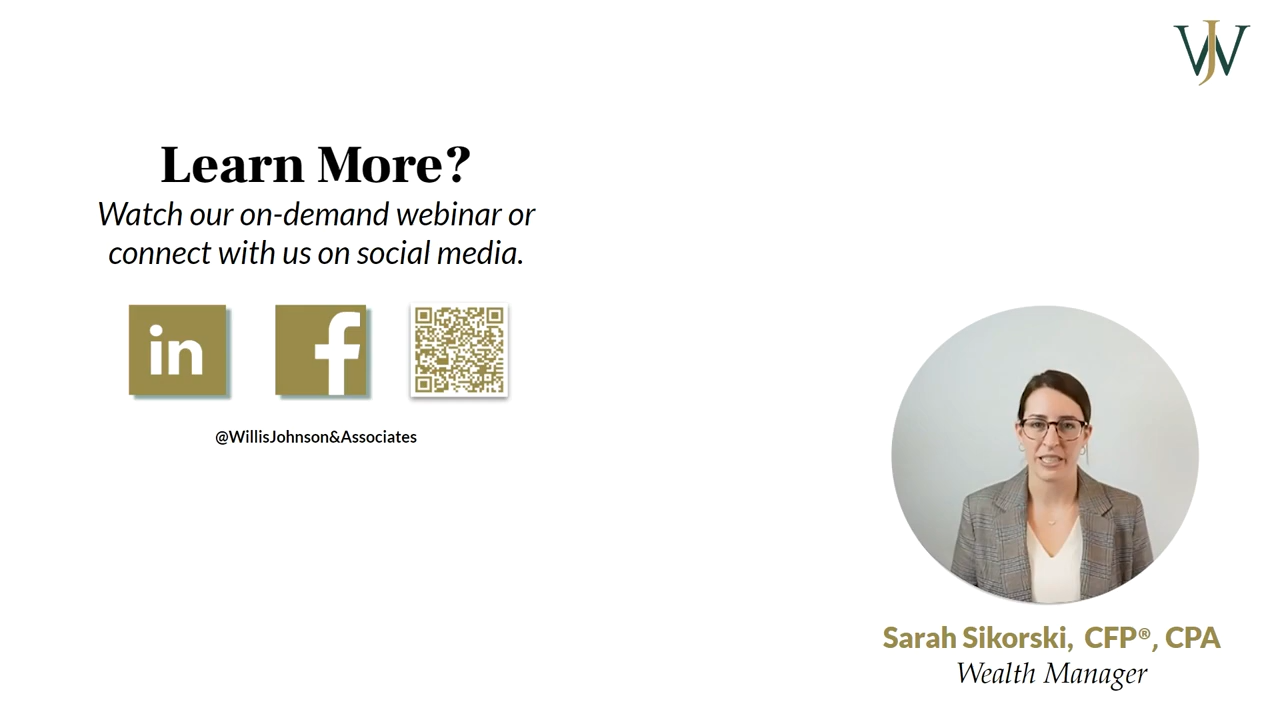 WJ
Learn More?
Watch our on-demand webinar or
connect with us on social media.
in f
@WillisJohnson&Associates
Sarah Sikorski, CFP®, CPA
Wealth Manager